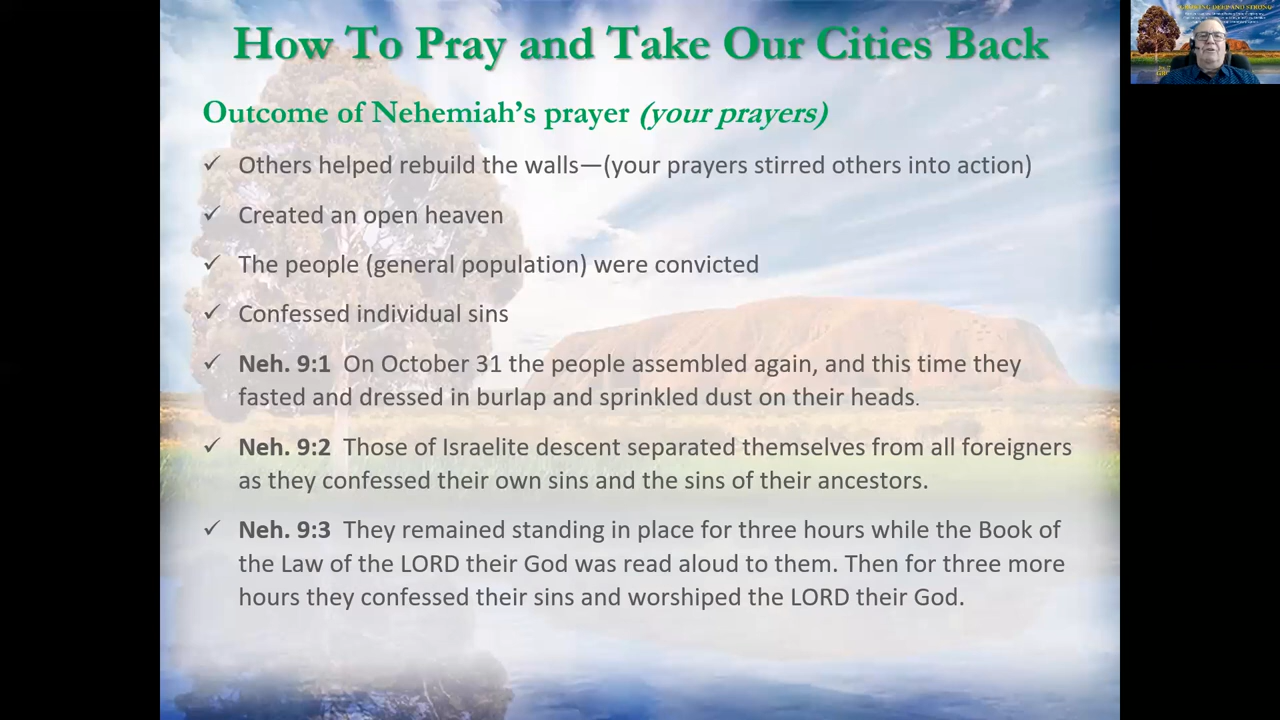 How To Pray and Take Our Cities Back
Outcome of Nehemiah's prayer (your prayers)
✓ Others helped rebuild the walls—(your prayers stirred others into action)
✓ Created an open heaven
✓ The people (general population) were convicted
✓ Confessed individual sins
✓ Neh. 9:1 On October 31 the people assembled again, and this time they
fasted and dressed in burlap and sprinkled dust on their heads.
✓ Neh. 9:2 Those of Israelite descent separated themselves from all foreigners
as they confessed their own sins and the sins of their ancestors.
✓ Neh. 9:3 They remained standing in place for three hours while the Book of
the Law of the LORD their God was read aloud to them. Then for three more
hours they confessed their sins and worshiped the LORD their God.
DEEP AND STRONG